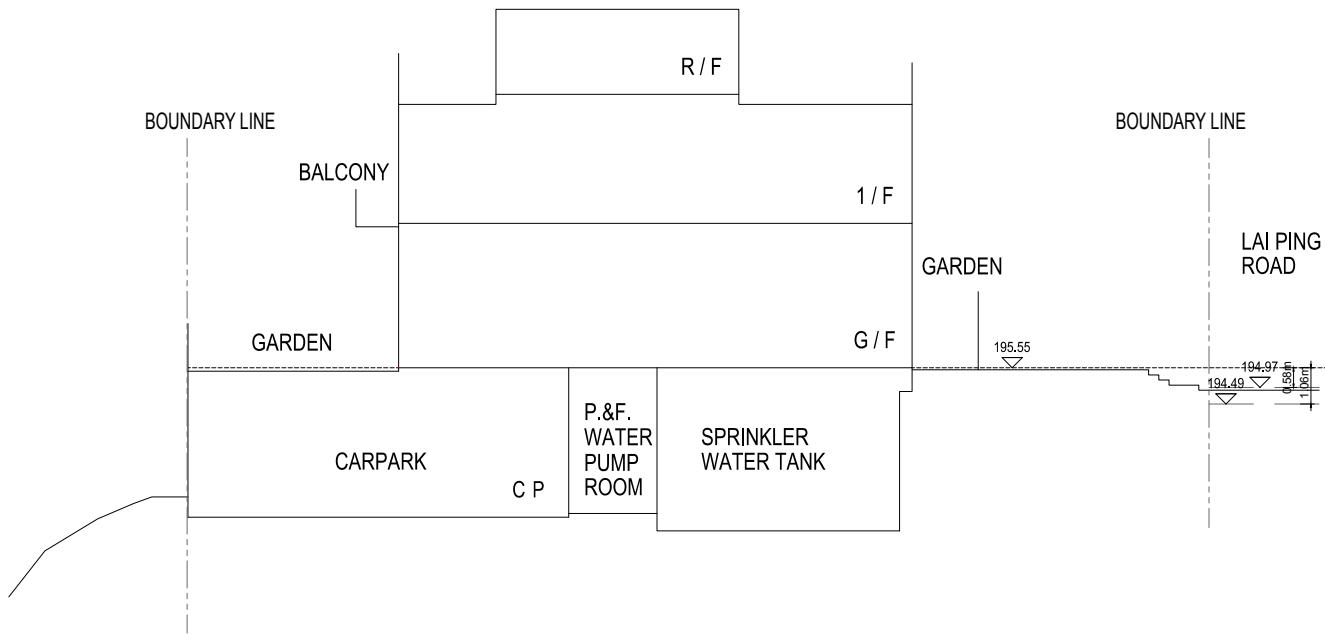 R / F
BOUNDARY LINE
BOUNDARY LINE
BALCONY
1 / F
LAI PING
ROAD
GARDEN
GARDEN
G / F
195.55
194.97
194.49
0.58m
1.06m
P.&F.
WATER
PUMP
ROOM
SPRINKLER
WATER TANK
CARPARK
C P